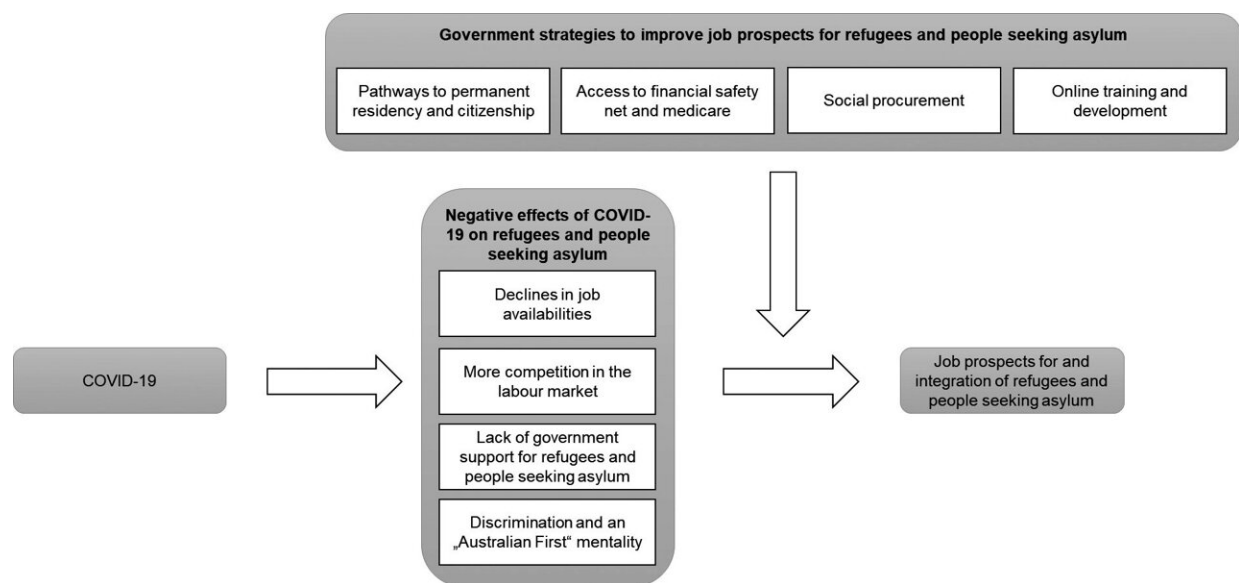 Government strategies to improve job prospects for refugees and people seeking asylum
Pathways to permanent
residency and citizenship
Access to financial safety
net and medicare
Social procurement
Online training and
development
Negative effects of COVID-
19 on refugees and people
seeking asylum
Declines in job
availabilities
More competition in the
labour market
Lack of government
support for refugees and
people seeking asylum
Discrimination and an
„Australian First“ mentality
COVID-19
Job prospects for and
integration of refugees and
people seeking asylum